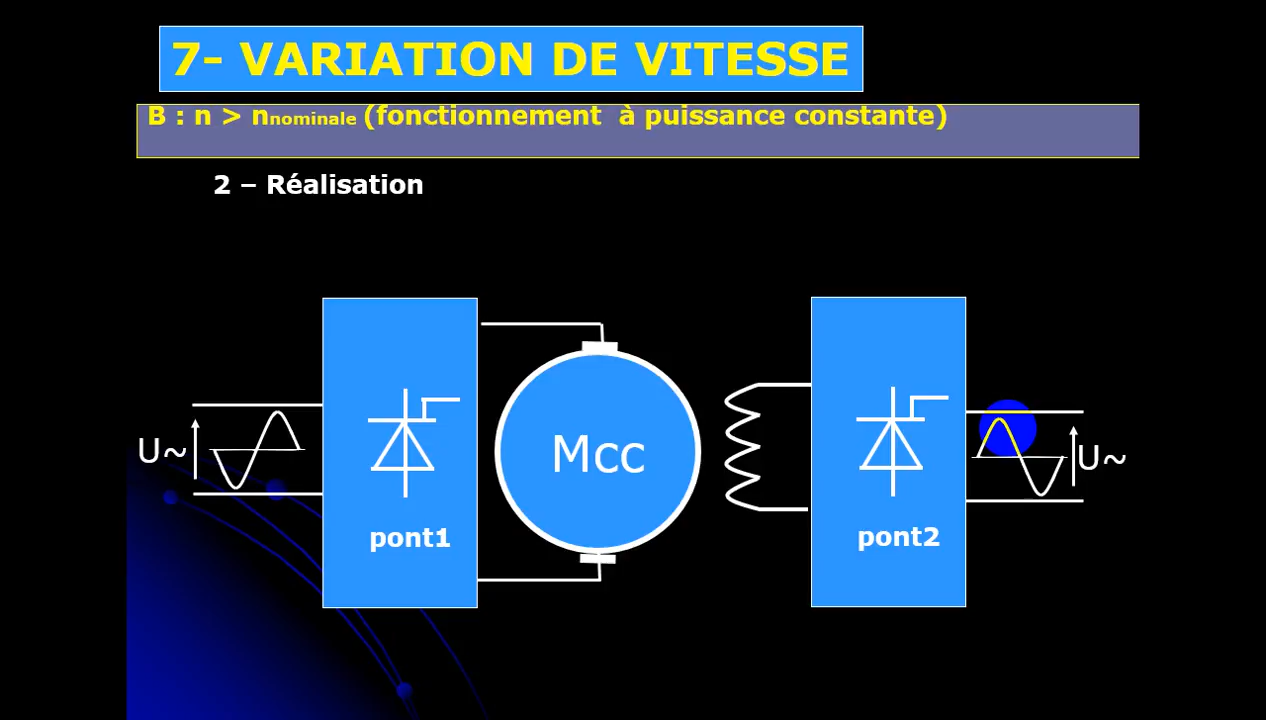 7- VARIATION DE VITESSE
B : n > nnominale (fonctionnement à puissance constante)
2 – Réalisation
U~
Mcc
U~
pont1
pont2